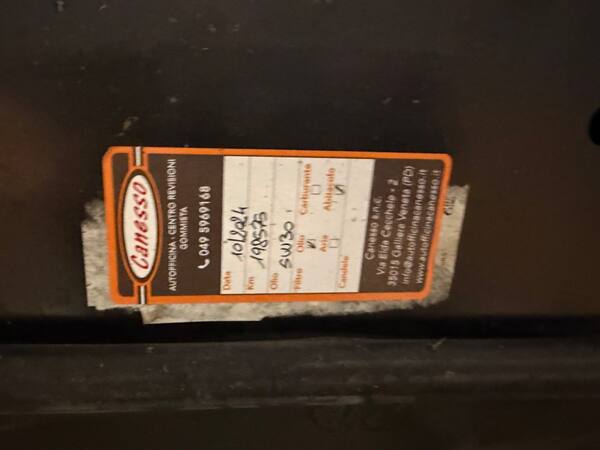 Canesso
AUTOFFICINA - CENTRO REVISIONI
GOMMISTA
049 5969168
Data 10/2024
Km 198575
Olio 5W30
Filtro Olio Carburante
Aria Abitacolo
Candele
Canesso s.n.c.
Via Elda Cecchele n 2
35015 Galliera Veneta (PD)
info@autofficinacanesso.it
www.autofficinacanesso.it